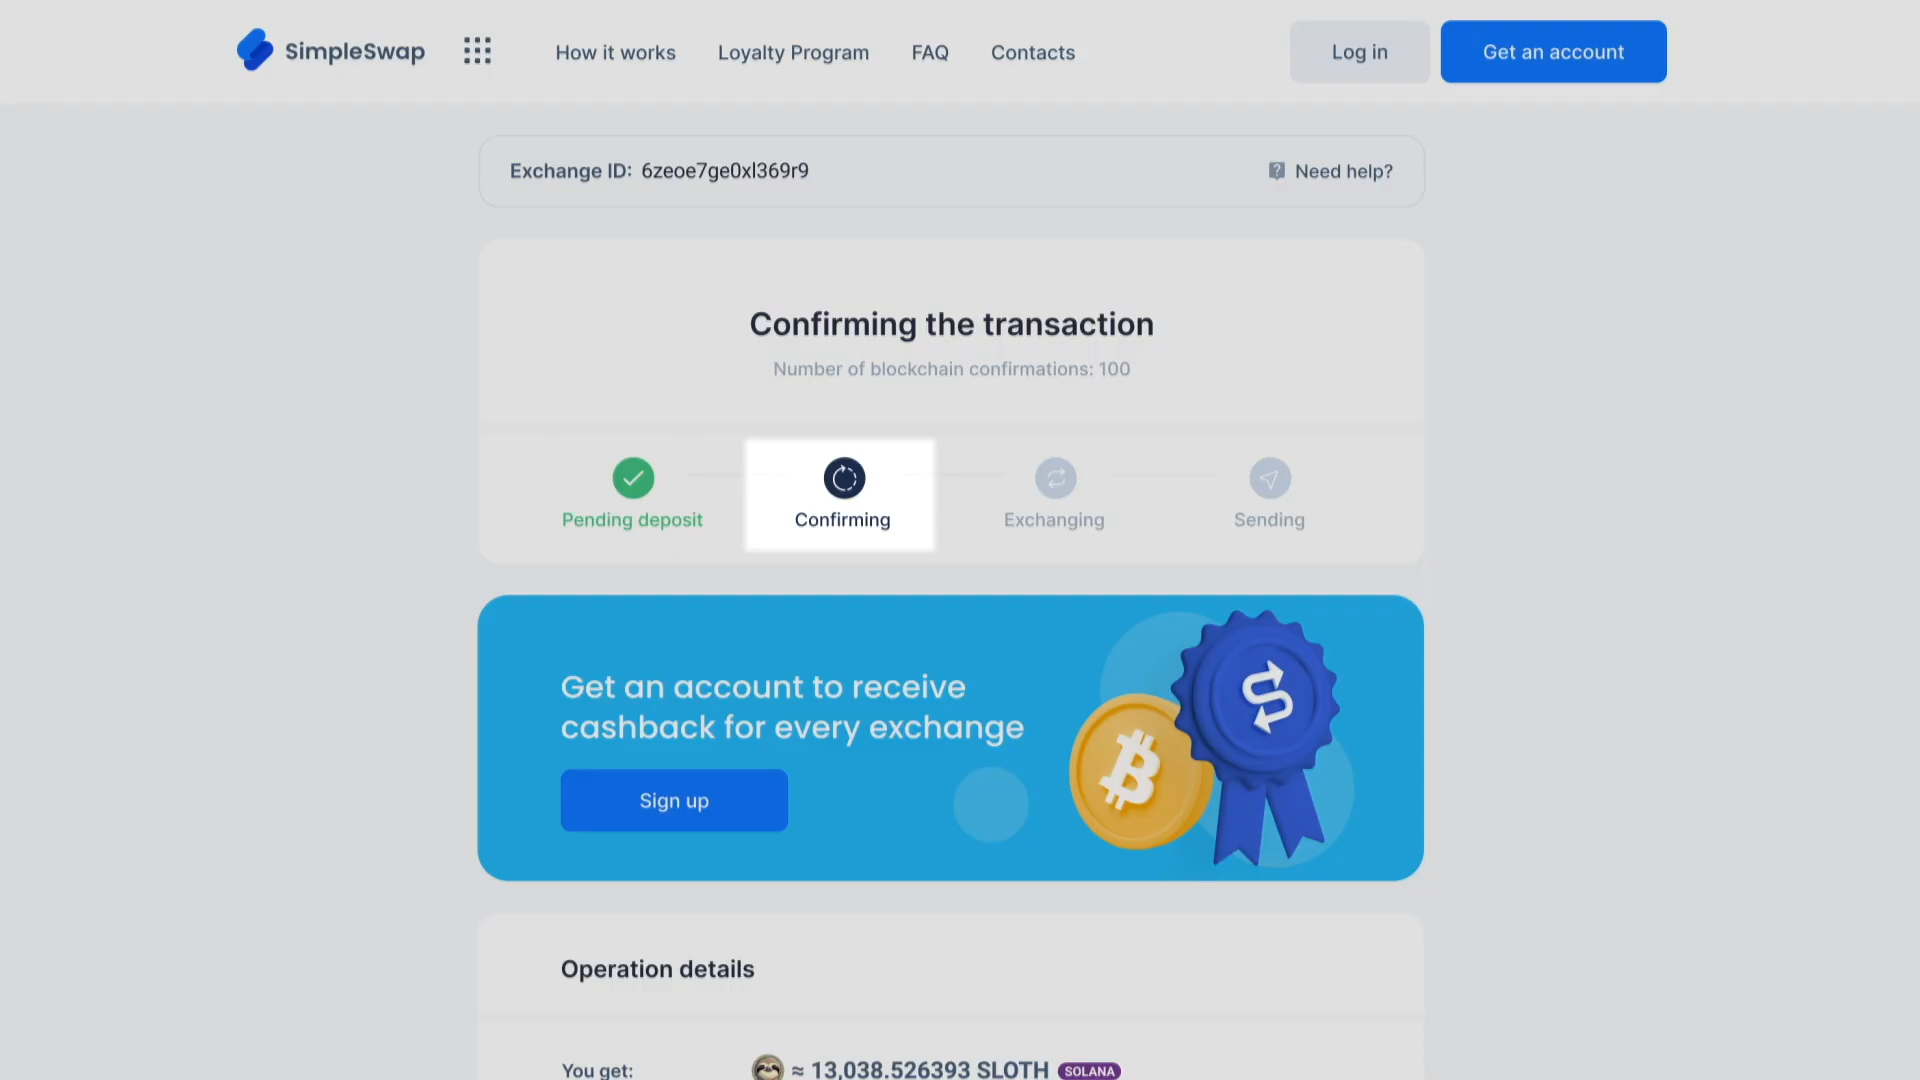 SimpleSwap
How it works
Loyalty Program
FAQ
Contacts
Log in
Get an account
Exchange ID: 6zeoe7ge0xl369r9
Need help?
Confirming the transaction
Number of blockchain confirmations: 100
Pending deposit
Confirming
Exchanging
Sending
Get an account to receive
cashback for every exchange
Sign up
Operation details
You get: ≈ 13,038.526393 SLOTH SOLANA